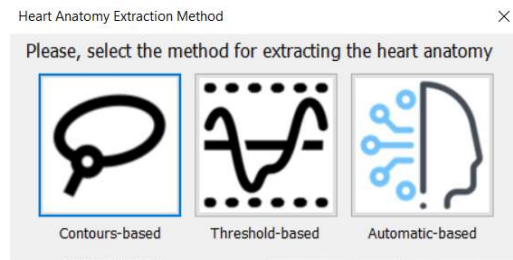 Heart Anatomy Extraction Method
Please, select the method for extracting the heart anatomy
Contours-based Threshold-based Automatic-based